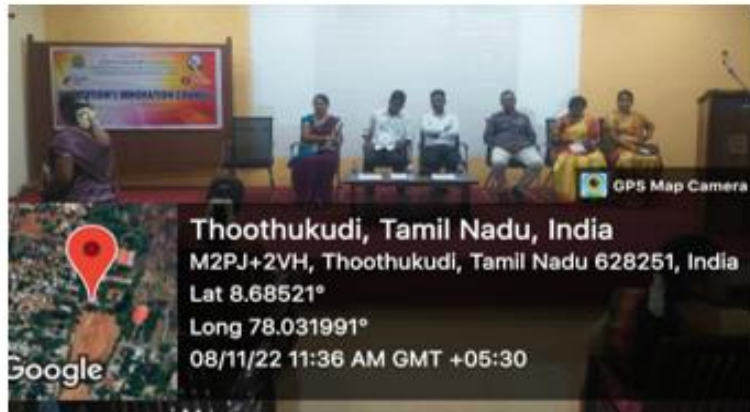 INNOVATION COUNCIL
GPS Map Camera
Thoothukudi, Tamil Nadu, India
M2PJ+2VH, Thoothukudi, Tamil Nadu 628251, India
Lat 8.68521°
Long 78.031991°
08/11/22 11:36 AM GMT +05:30
Google